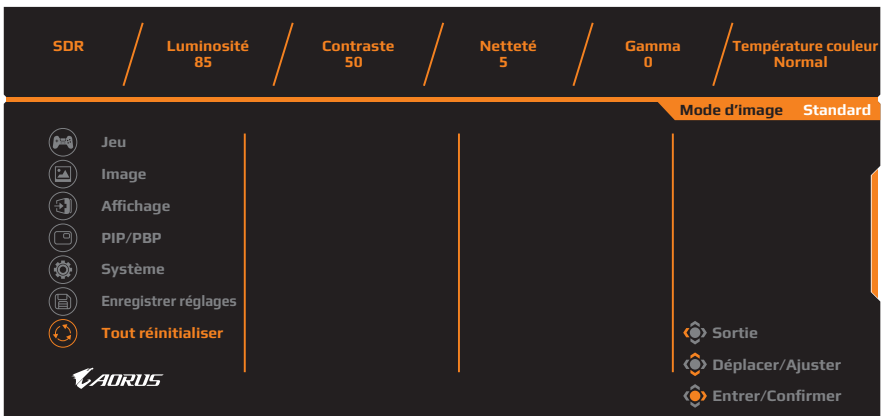 SDR
Luminosité
85
Contraste
50
Netteté
5
Gamma
0
Température couleur
Normal
Mode d'image Standard
Jeu
Image
Affichage
PIP/PBP
Système
Enregistrer réglages
Tout réinitialiser
AORUS
Sortie
Déplacer/Ajuster
Entrer/Confirmer